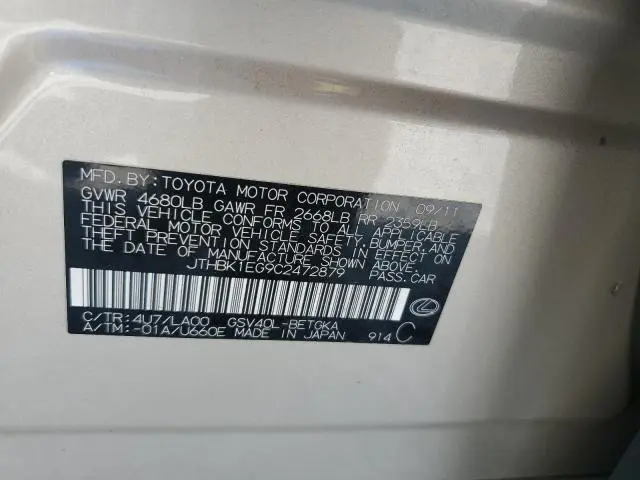 MFD. BY: TOYOTA MOTOR CORPORATION 09/11
GVWR 4680LB GAWR FR 2668LB RR 2359LB
THIS VEHICLE CONFORMS TO ALL APPLICABLE
FEDERAL MOTOR VEHICLE SAFETY, BUMPER, AND
THEFT PREVENTION STANDARDS IN EFFECT ON
THE DATE OF MANUFACTURE SHOWN ABOVE.
JTHBK1EG9C2472879 PASS.CAR
C/TR: 4U7/LA00 GSV40L-BETGKA
A/TM: -01A/U660E MADE IN JAPAN 914 C